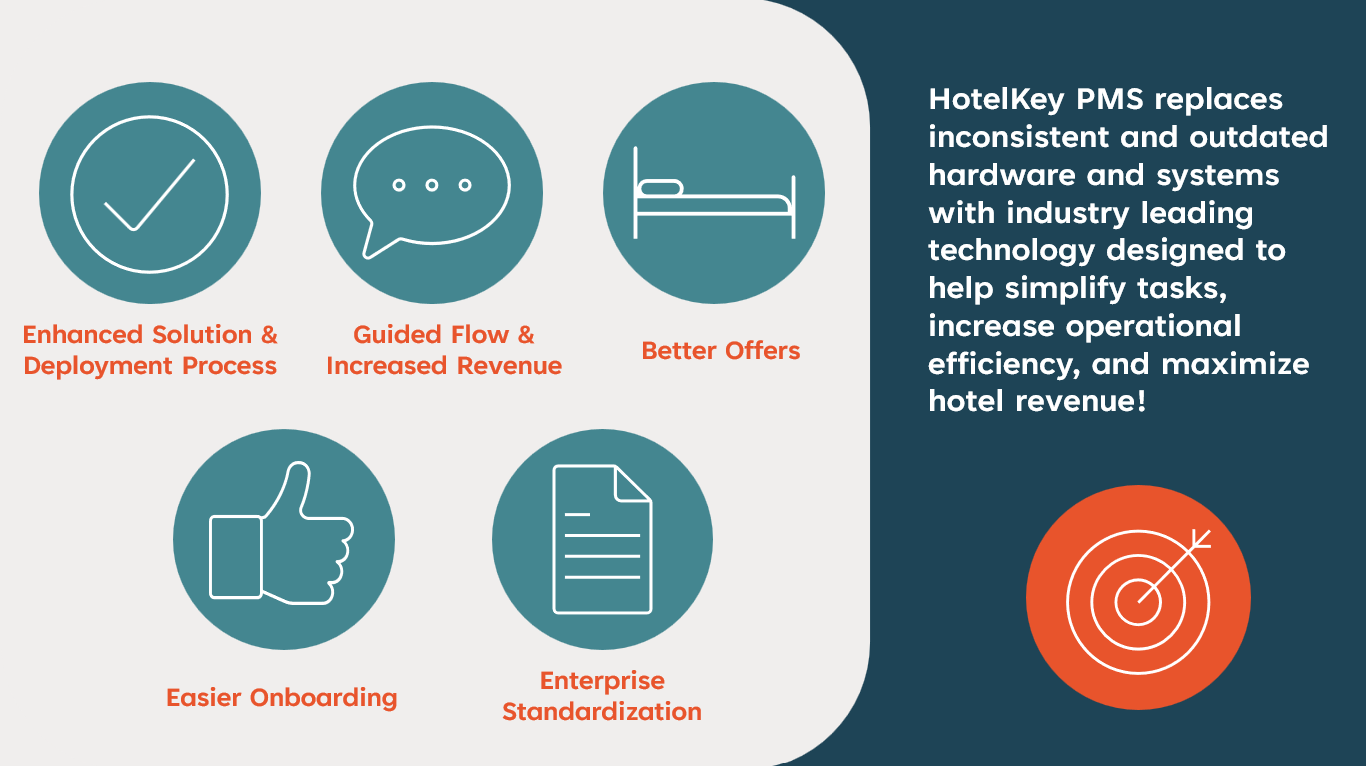 Enhanced Solution &
Deployment Process
Guided Flow &
Increased Revenue
Better Offers
Easier Onboarding
Enterprise
Standardization
HotelKey PMS replaces
inconsistent and outdated
hardware and systems
with industry leading
technology designed to
help simplify tasks,
increase operational
efficiency, and maximize
hotel revenue!